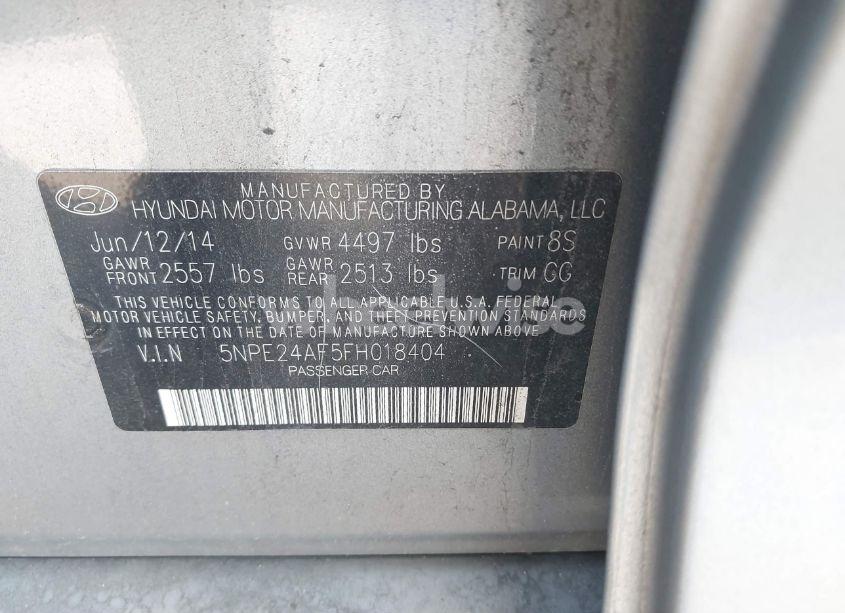 MANUFACTURED BY
HYUNDAI MOTOR MANUFACTURING ALABAMA, LLC
Jun/12/14 GVWR 4497 lbs PAINT 8S
GAWR FRONT 2557 lbs GAWR REAR 2513 lbs TRIM GG
THIS VEHICLE CONFORMS TO ALL APPLICABLE U.S.A. FEDERAL
MOTOR VEHICLE SAFETY, BUMPER, AND THEFT PREVENTION STANDARDS
IN EFFECT ON THE DATE OF MANUFACTURE SHOWN ABOVE
V.I.N 5NPE24AF5FH018404
PASSENGER CAR